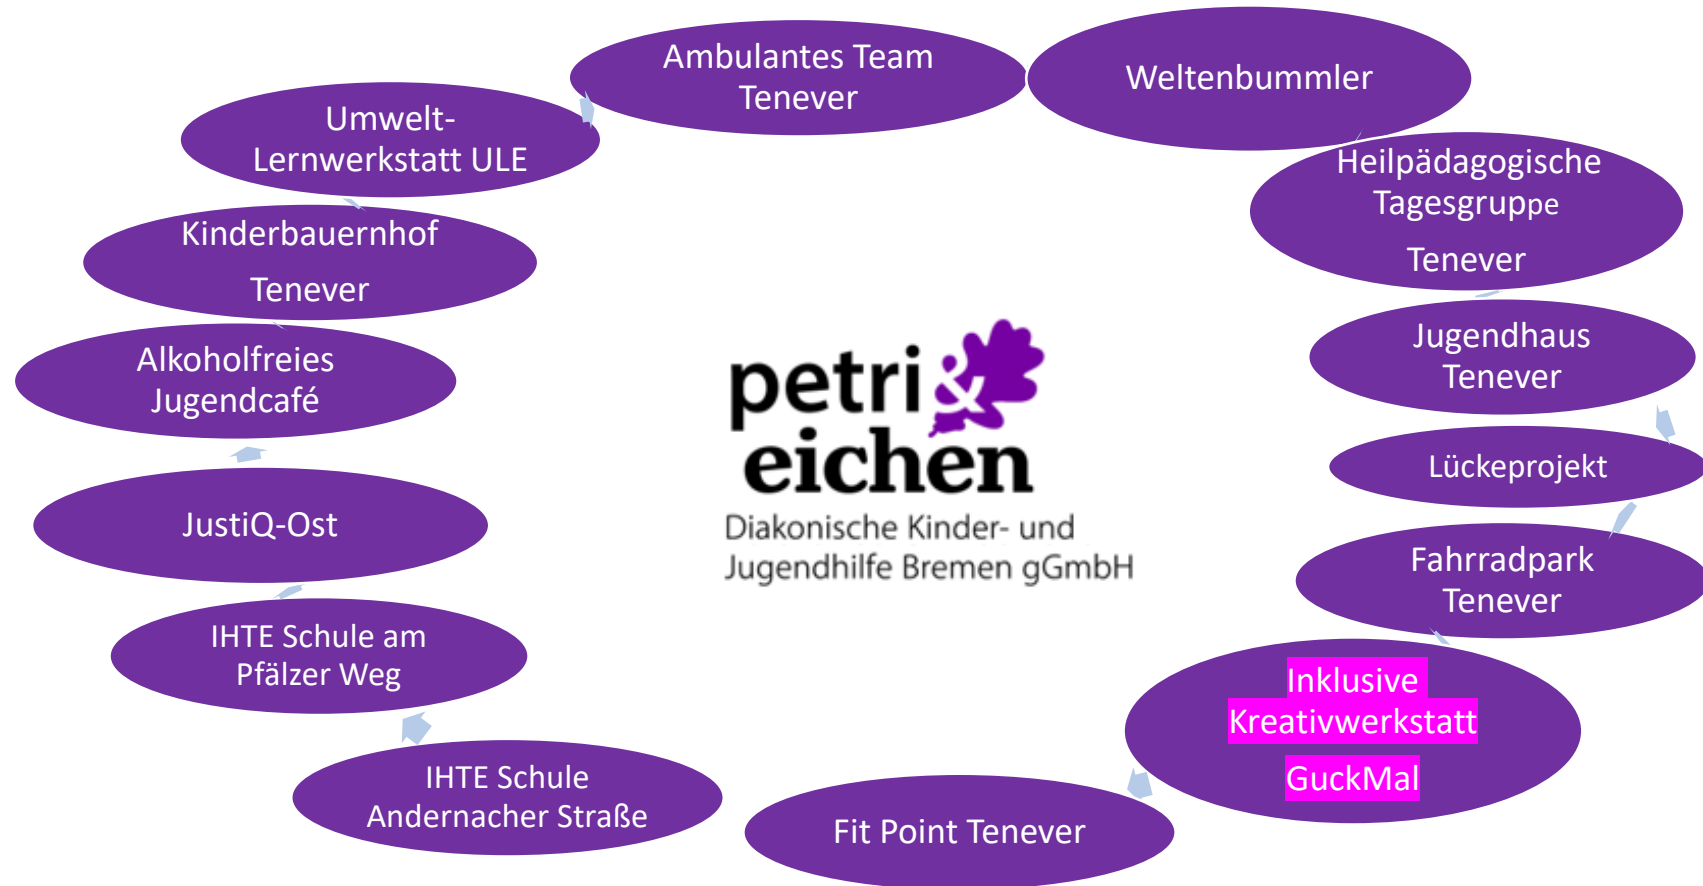 Ambulantes Team
Tenever
Weltenbummler
Heilpädagogische
Tagesgruppe
Tenever
Jugendhaus
Tenever
Lückeprojekt
Fahrradpark
Tenever
Inklusive
Kreativwerkstatt
GuckMal
Fit Point Tenever
IHTE Schule
Andernacher Straße
IHTE Schule am
Pfälzer Weg
JustiQ-Ost
Alkoholfreies
Jugendcafé
Kinderbauernhof
Tenever
Umwelt-
Lernwerkstatt ULE
petri &
eichen
Diakonische Kinder- und
Jugendhilfe Bremen gGmbH